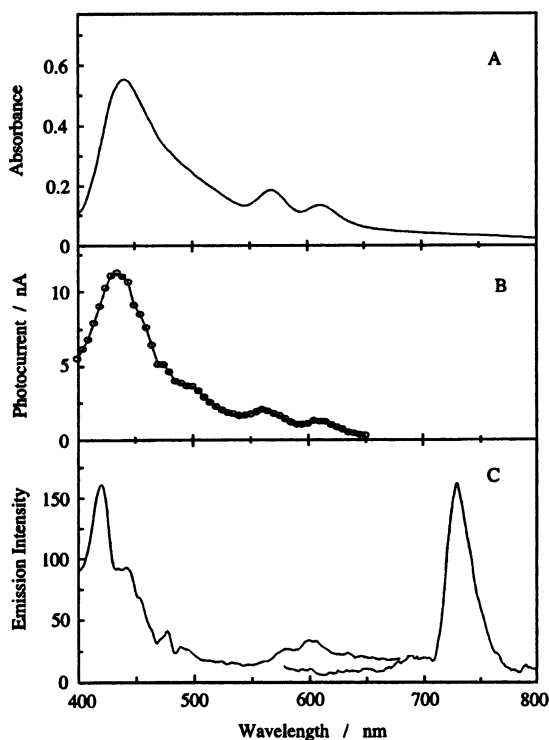 A
0.6
0.4
0.2
0
Absorbance
B
10
5
0
Photocurrent / nA
C
150
100
50
0
Emission Intensity
400 500 600 700 800
Wavelength / nm